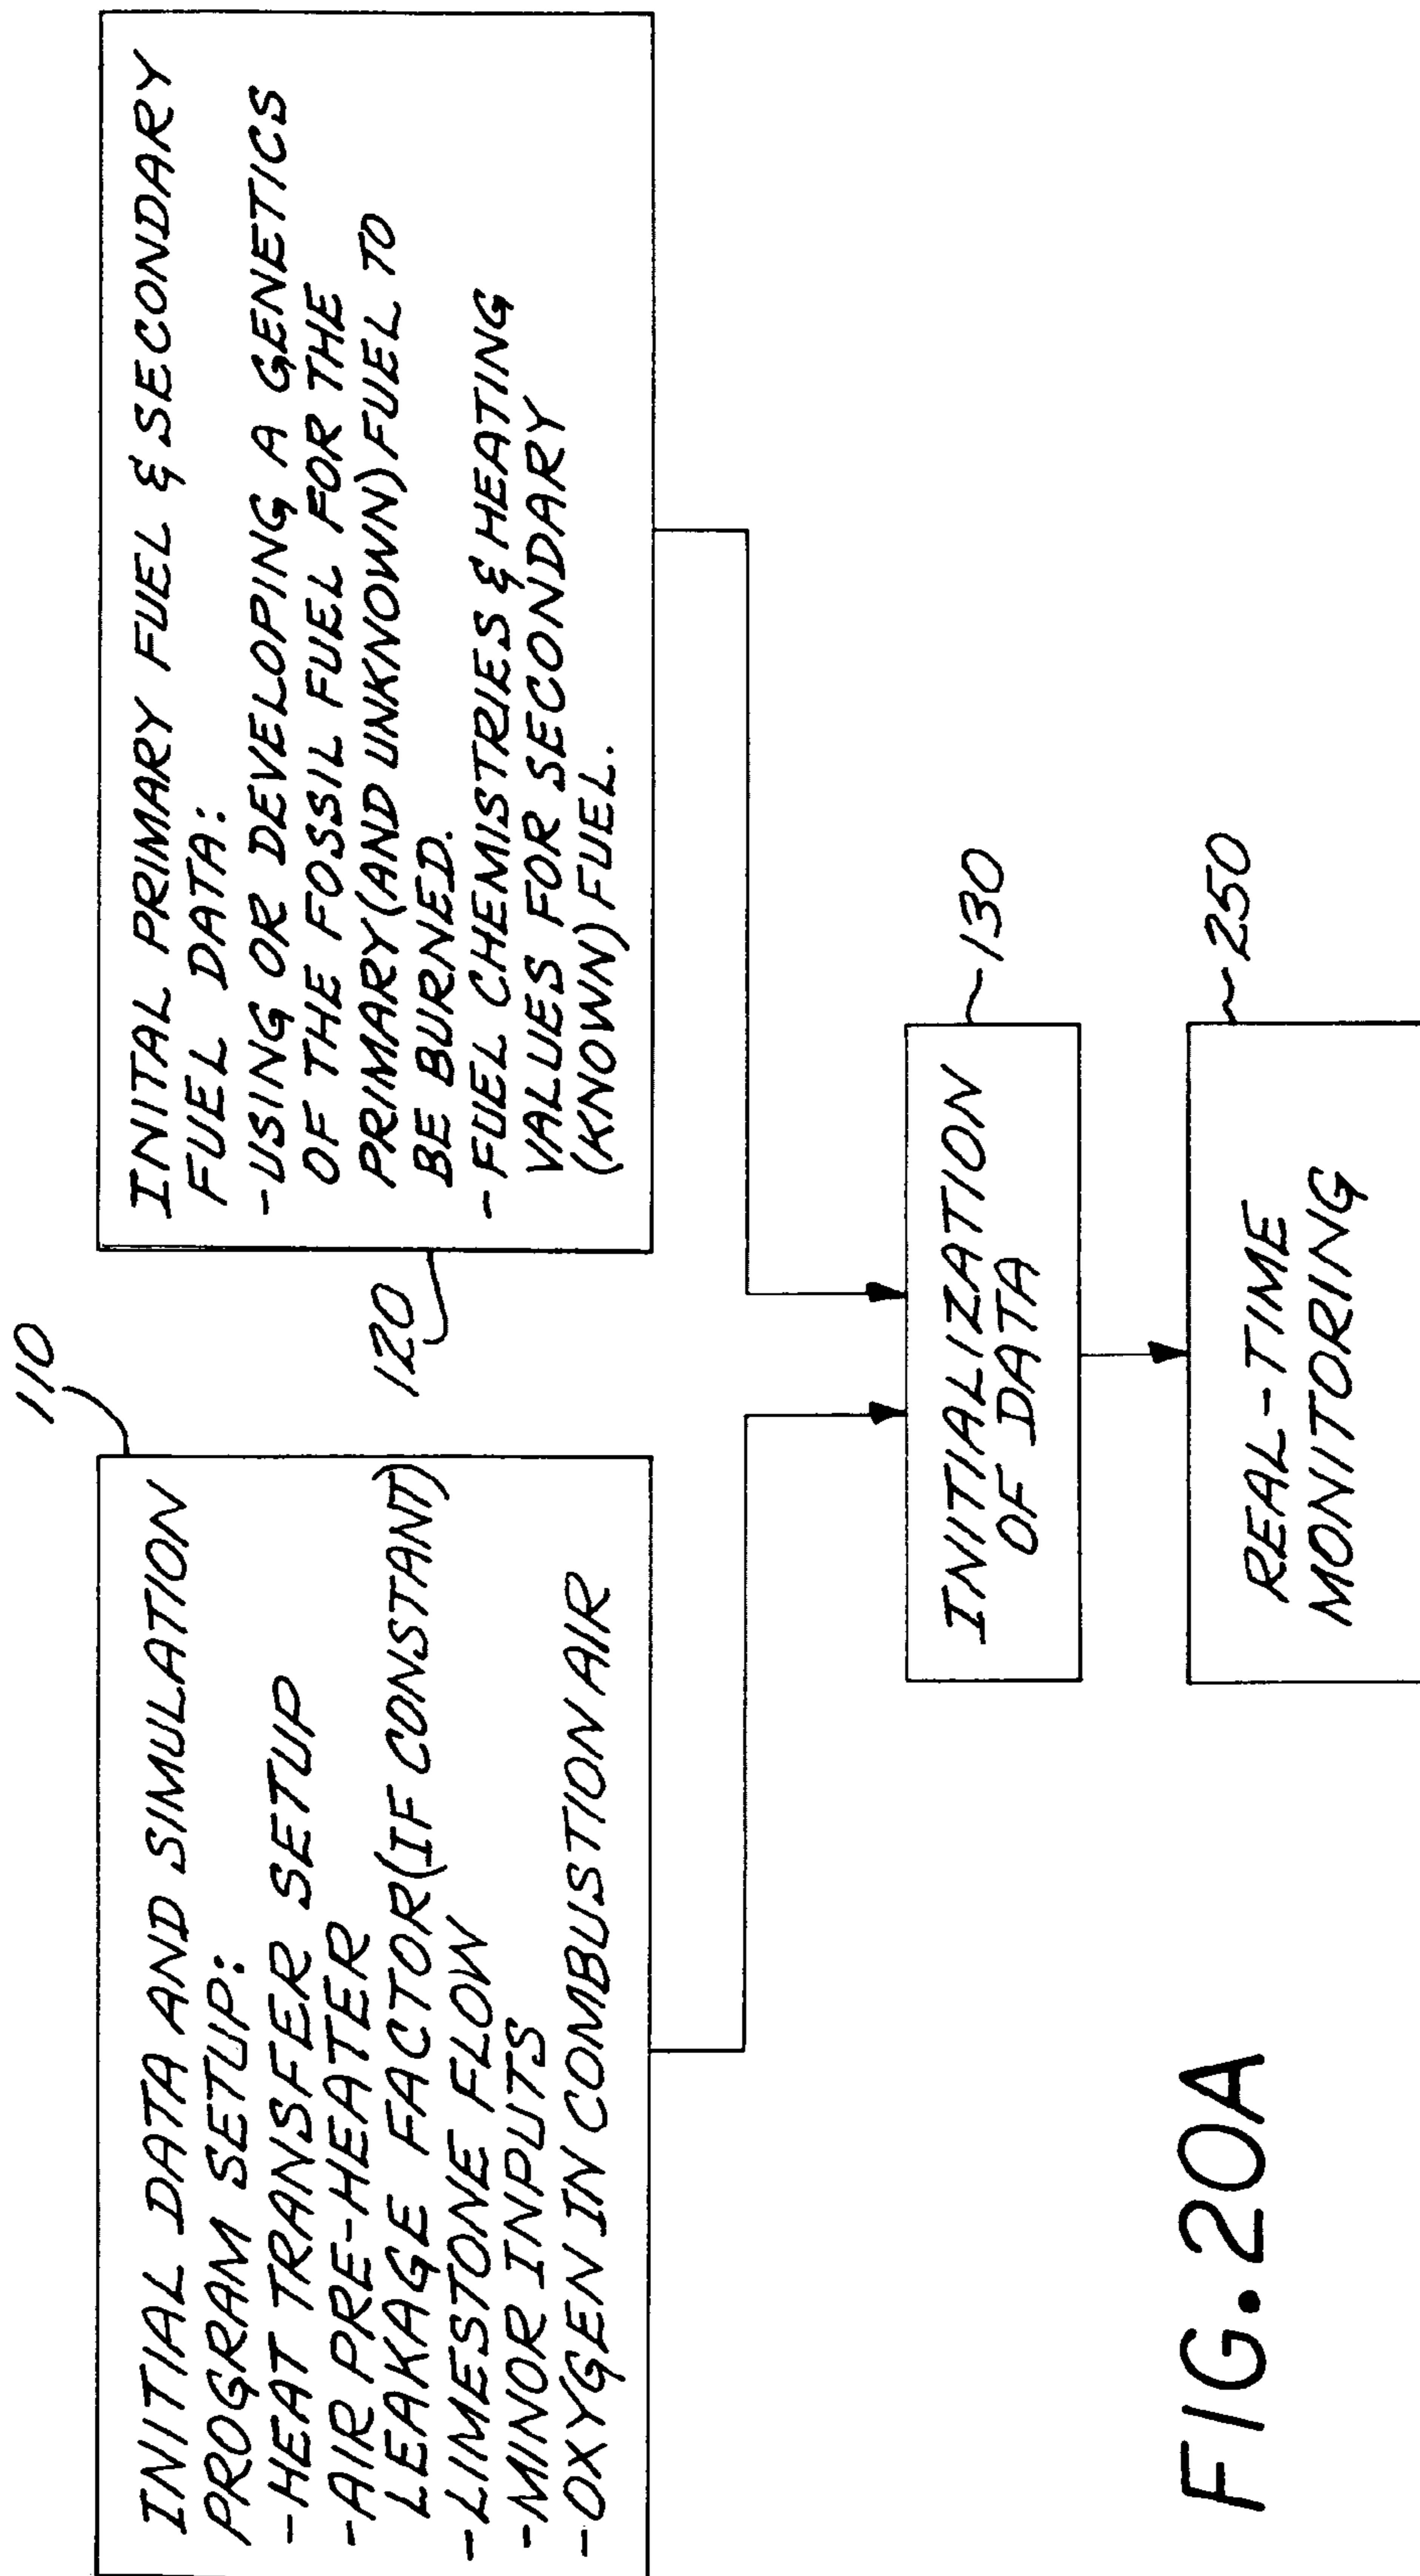 110
INITIAL DATA AND SIMULATION
PROGRAM SETUP:
-HEAT TRANSFER SETUP
-AIR PRE-HEATER
LEAKAGE FACTOR(IF CONSTANT)
-LIMESTONE FLOW
-MINOR INPUTS
-OXYGEN IN COMBUSTION AIR
120
INITAL PRIMARY FUEL & SECONDARY
FUEL DATA:
-USING OR DEVELOPING A GENETICS
OF THE FOSSIL FUEL FOR THE
PRIMARY(AND UNKNOWN)FUEL TO
BE BURNED.
-FUEL CHEMISTRIES & HEATING
VALUES FOR SECONDARY
(KNOWN)FUEL.
INITIALIZATION
OF DATA
130
REAL-TIME
MONITORING
250
FIG.20A